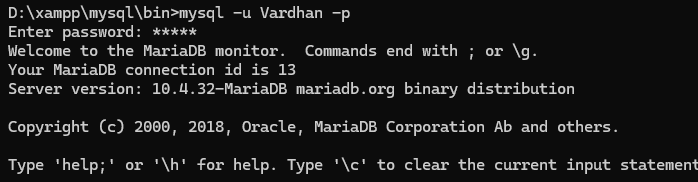 D:\xampp\mysql\bin>mysql -u Vardhan -p
Enter password: *****
Welcome to the MariaDB monitor.  Commands end with ; or \g.
Your MariaDB connection id is 13
Server version: 10.4.32-MariaDB mariadb.org binary distribution
Copyright (c) 2000, 2018, Oracle, MariaDB Corporation Ab and others.
Type 'help;' or '\h' for help. Type '\c' to clear the current input statement